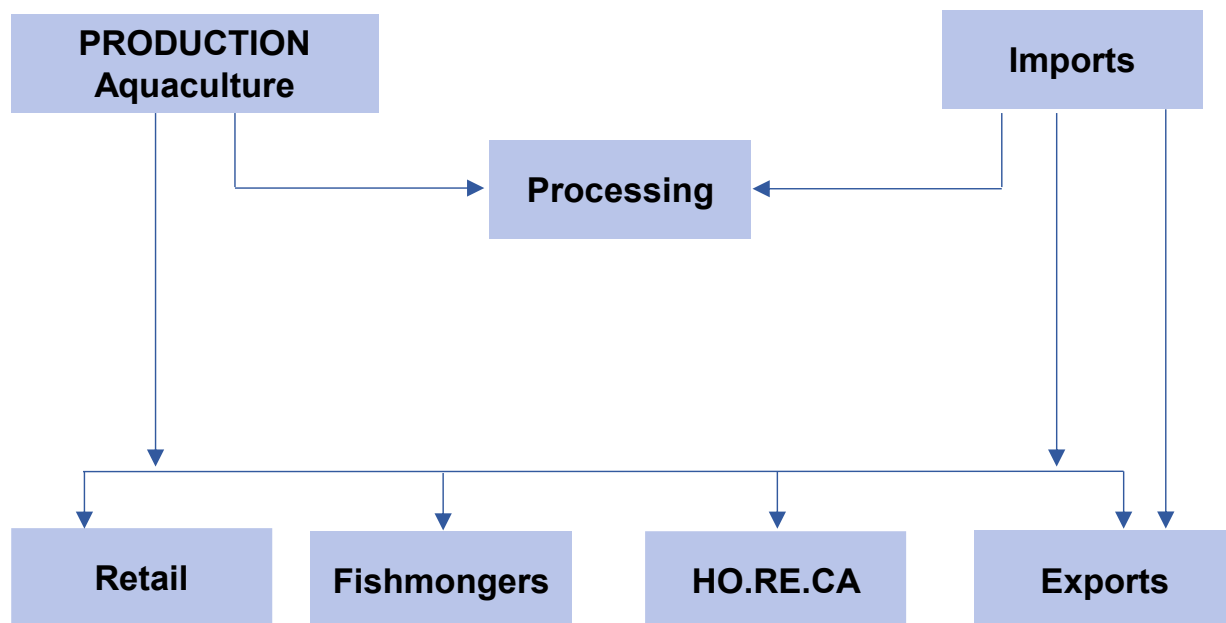 PRODUCTION
Aquaculture
Imports
Processing
Retail
Fishmongers
HO.RE.CA
Exports